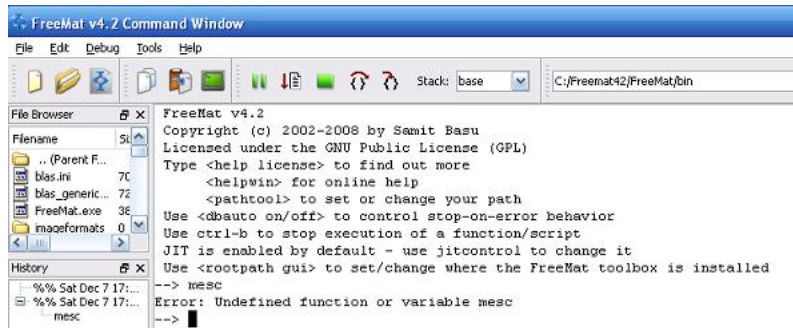 FreeMat v4.2 Command Window
File Edit Debug Tools Help
Stack: base C:/Freemat42/FreeMat/bin
File Browser
Filename
.. (Parent F...
blas.ini 70
blas_generic... 72
FreeMat.exe 38
imageformats 0
History
%% Sat Dec 7 17:...
%% Sat Dec 7 17:...
mesc
FreeMat v4.2
Copyright (c) 2002-2008 by Samit Basu
Licensed under the GNU Public License (GPL)
Type <help license> to find out more
<helpwin> for online help
<pathtool> to set or change your path
Use <dbauto on/off> to control stop-on-error behavior
Use ctrl-b to stop execution of a function/script
JIT is enabled by default - use jitcontrol to change it
Use <rootpath gui> to set/change where the FreeMat toolbox is installed
--> mesc
Error: Undefined function or variable mesc
-->